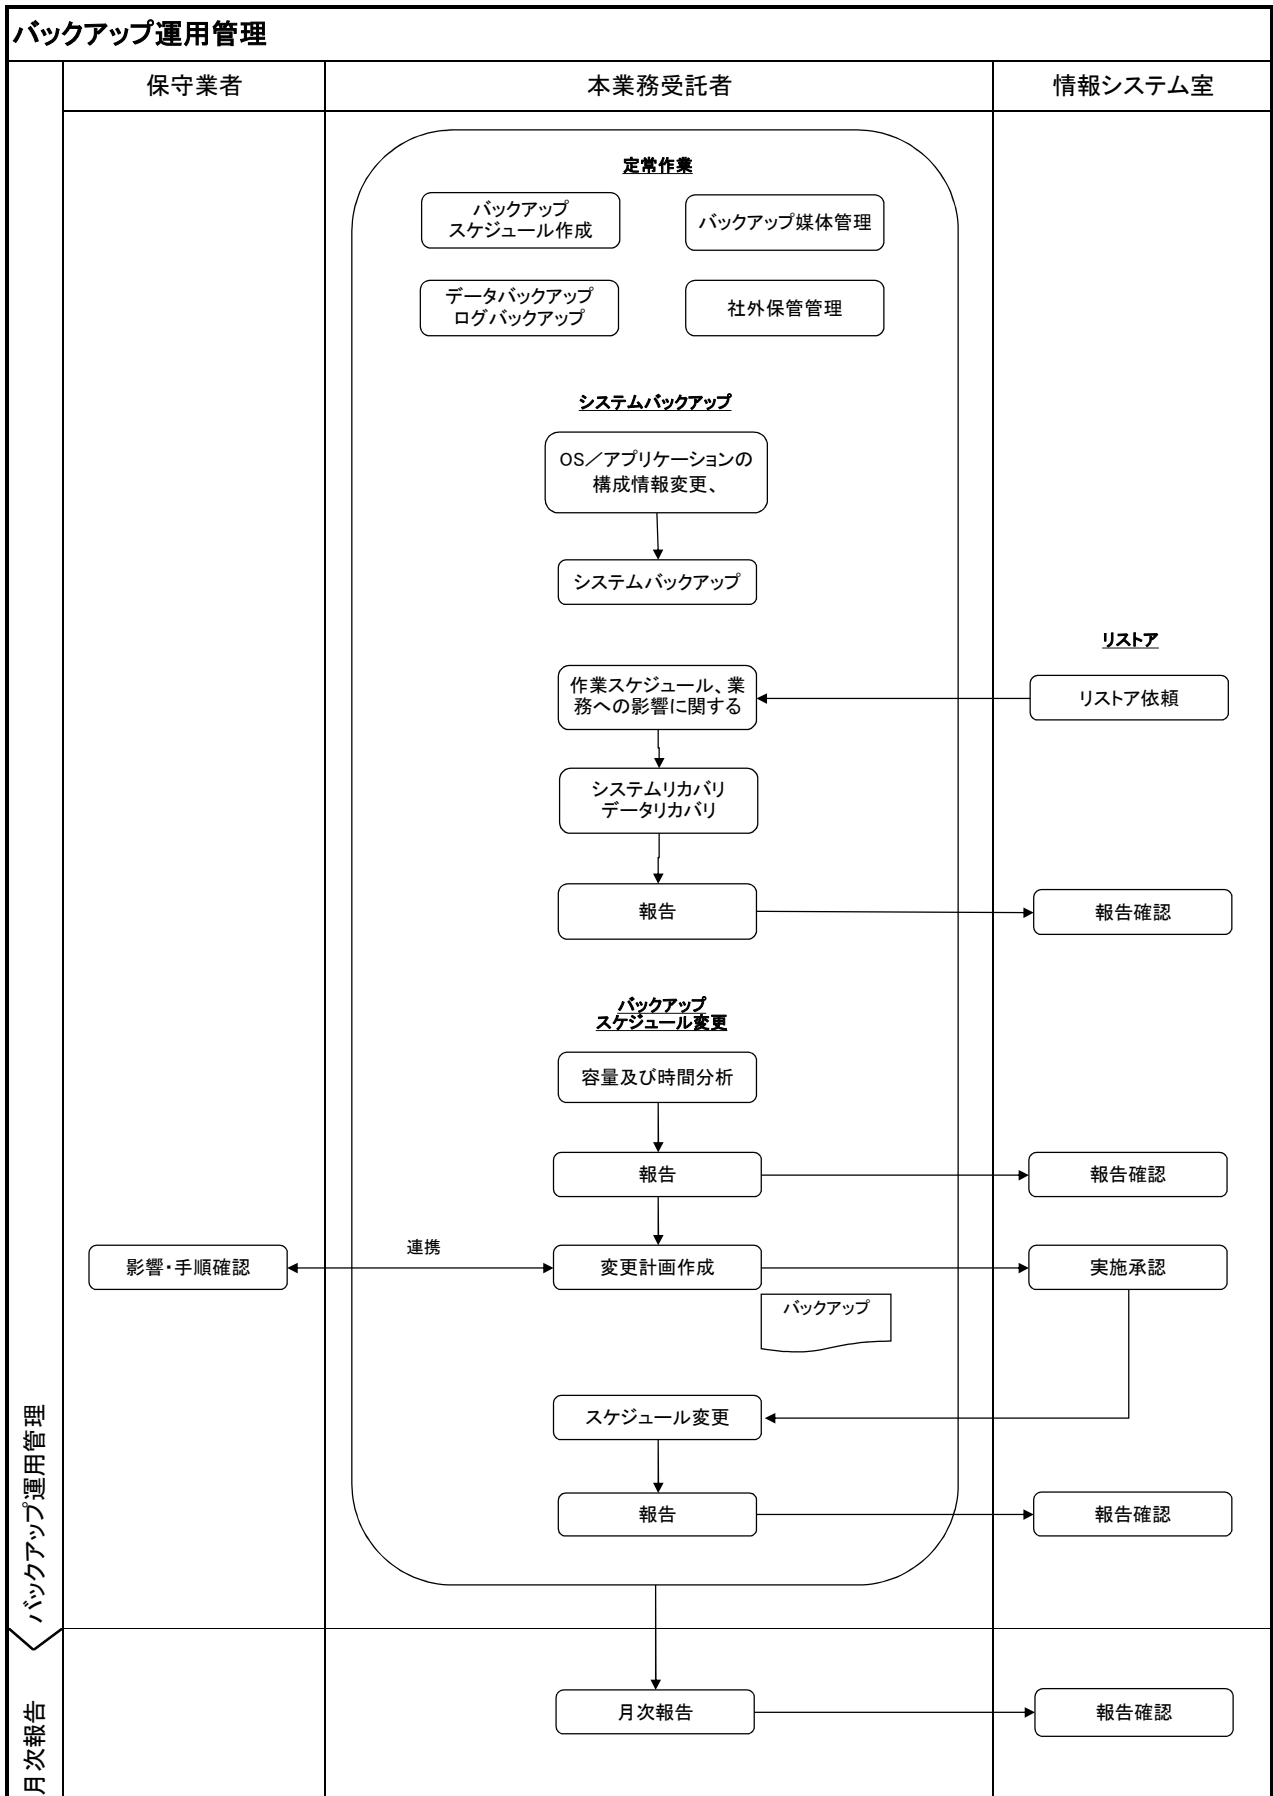 バックアップ運用管理
保守業者
本業務受託者
情報システム室
定常作業
バックアップ
スケジュール作成
バックアップ媒体管理
データバックアップ
ログバックアップ
社外保管管理
システムバックアップ
OS／アプリケーションの
構成情報変更、
システムバックアップ
リストア
作業スケジュール、業
務への影響に関する
リストア依頼
システムリカバリ
データリカバリ
報告
報告確認
バックアップ
スケジュール変更
容量及び時間分析
報告
報告確認
連携
影響・手順確認
変更計画作成
実施承認
バックアップ
スケジュール変更
報告
報告確認
バックアップ運用管理
月次報告
報告確認
月次報告